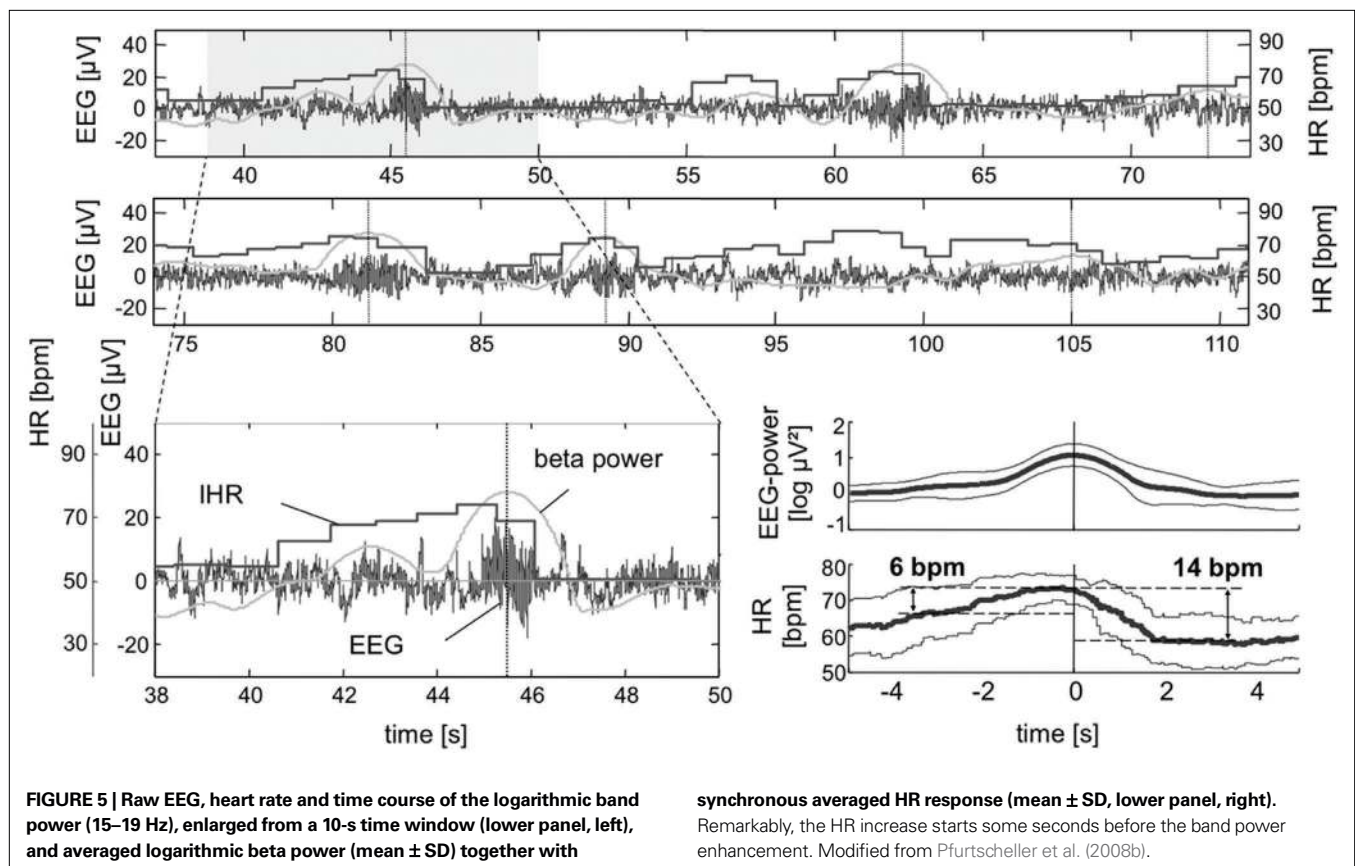 EEG [µV]
40
20
0
-20
90
70
50
30
HR [bpm]
40 45 50 55 60 65 70
EEG [µV]
40
20
0
-20
90
70
50
30
HR [bpm]
75 80 85 90 95 100 105 110
HR [bpm]
EEG [µV]
90
70
50
30
40
20
0
-20
IHR
beta power
EEG
38 40 42 44 46 48 50
time [s]
EEG-power
[log µV²]
2
1
0
-1
HR
[bpm]
80
70
60
50
6 bpm
14 bpm
-4 -2 0 2 4
time [s]
FIGURE 5 | Raw EEG, heart rate and time course of the logarithmic band
power (15–19 Hz), enlarged from a 10-s time window (lower panel, left),
and averaged logarithmic beta power (mean ± SD) together with
synchronous averaged HR response (mean ± SD, lower panel, right).
Remarkably, the HR increase starts some seconds before the band power
enhancement. Modified from Pfurtscheller et al. (2008b).